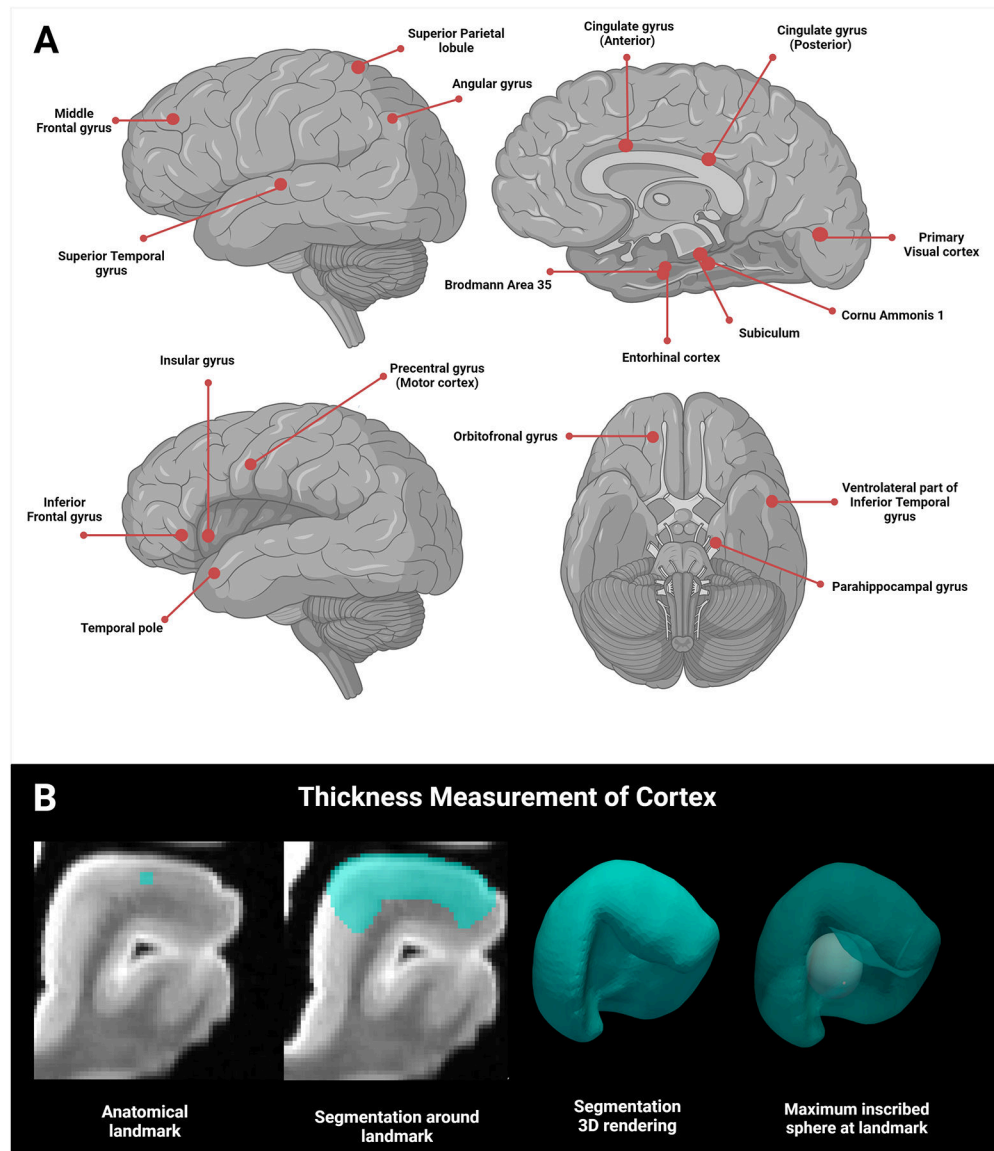 A
Superior Parietal
lobule
Angular gyrus
Middle
Frontal gyrus
Superior Temporal
gyrus
Cingulate gyrus
(Anterior)
Cingulate gyrus
(Posterior)
Primary
Visual cortex
Brodmann Area 35
Cornu Ammonis 1
Subiculum
Entorhinal cortex
Insular gyrus
Precentral gyrus
(Motor cortex)
Inferior
Frontal gyrus
Temporal pole
Orbitofronal gyrus
Ventrolateral part of
Inferior Temporal
gyrus
Parahippocampal gyrus
B
Thickness Measurement of Cortex
Anatomical
landmark
Segmentation around
landmark
Segmentation
3D rendering
Maximum inscribed
sphere at landmark